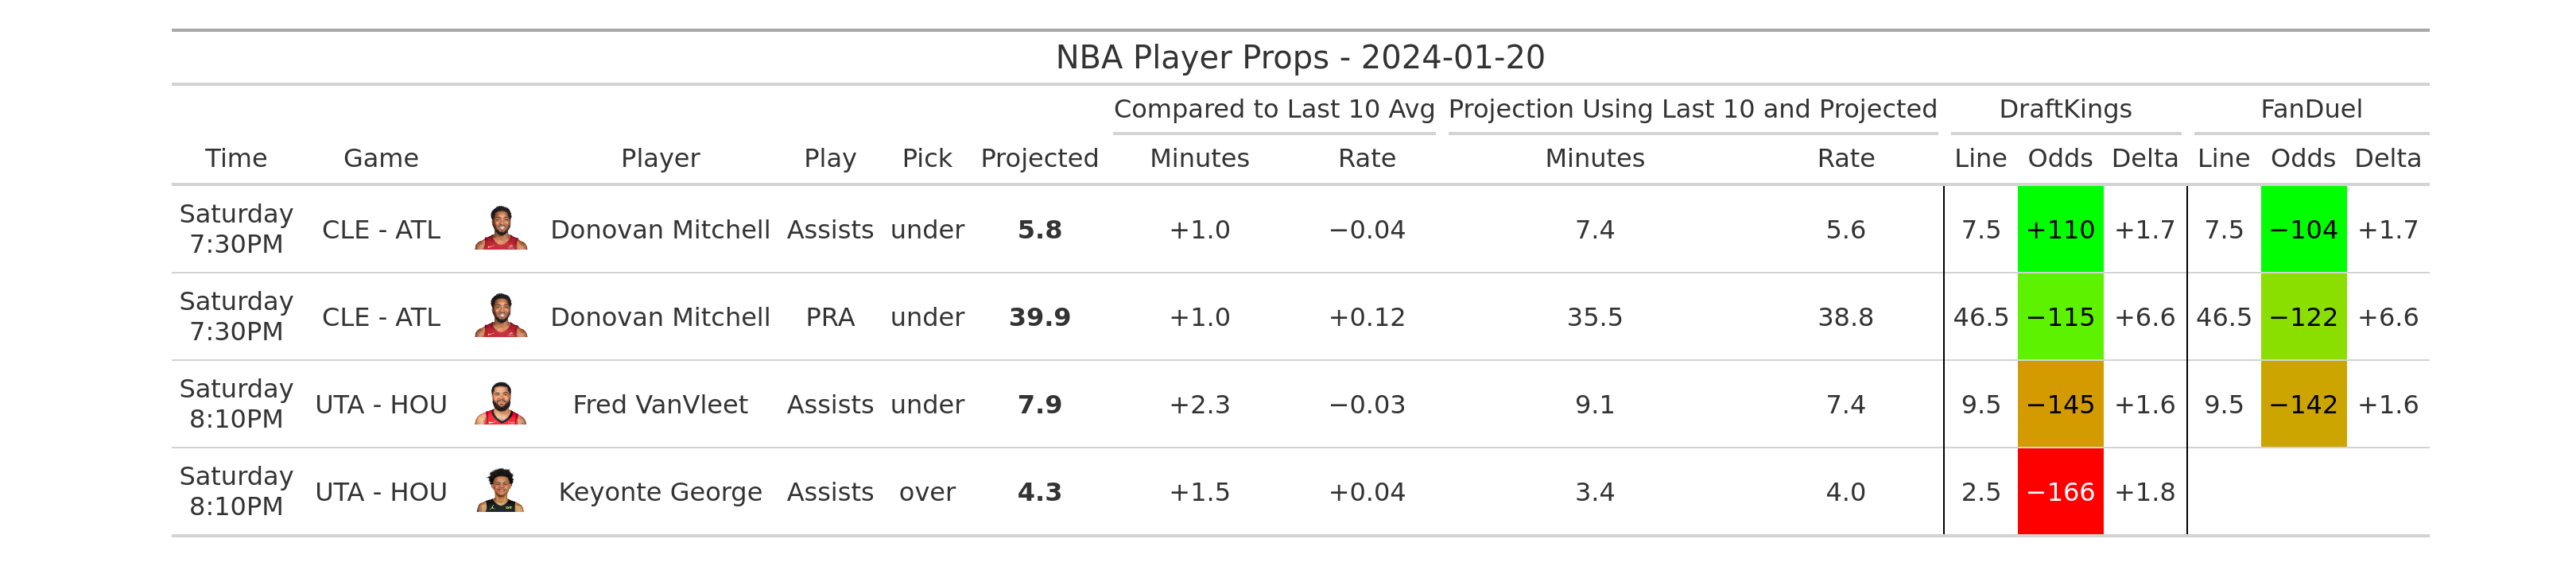 NBA Player Props - 2024-01-20
Compared to Last 10 Avg Projection Using Last 10 and Projected DraftKings FanDuel
Time Game Player Play Pick Projected Minutes Rate Minutes Rate Line Odds Delta Line Odds Delta
Saturday
7:30PM CLE - ATL Donovan Mitchell Assists under 5.8 +1.0 −0.04 7.4 5.6 7.5 +110 +1.7 7.5 −104 +1.7
Saturday
7:30PM CLE - ATL Donovan Mitchell PRA under 39.9 +1.0 +0.12 35.5 38.8 46.5 −115 +6.6 46.5 −122 +6.6
Saturday
8:10PM UTA - HOU Fred VanVleet Assists under 7.9 +2.3 −0.03 9.1 7.4 9.5 −145 +1.6 9.5 −142 +1.6
Saturday
8:10PM UTA - HOU Keyonte George Assists over 4.3 +1.5 +0.04 3.4 4.0 2.5 −166 +1.8